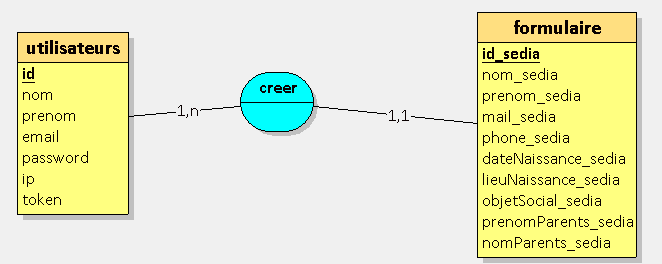 utilisateurs
id
nom
prenom
email
password
ip
token
1,n
creer
1,1
formulaire
id_sedia
nom_sedia
prenom_sedia
mail_sedia
phone_sedia
dateNaissance_sedia
lieuNaissance_sedia
objetSocial_sedia
prenomParents_sedia
nomParents_sedia